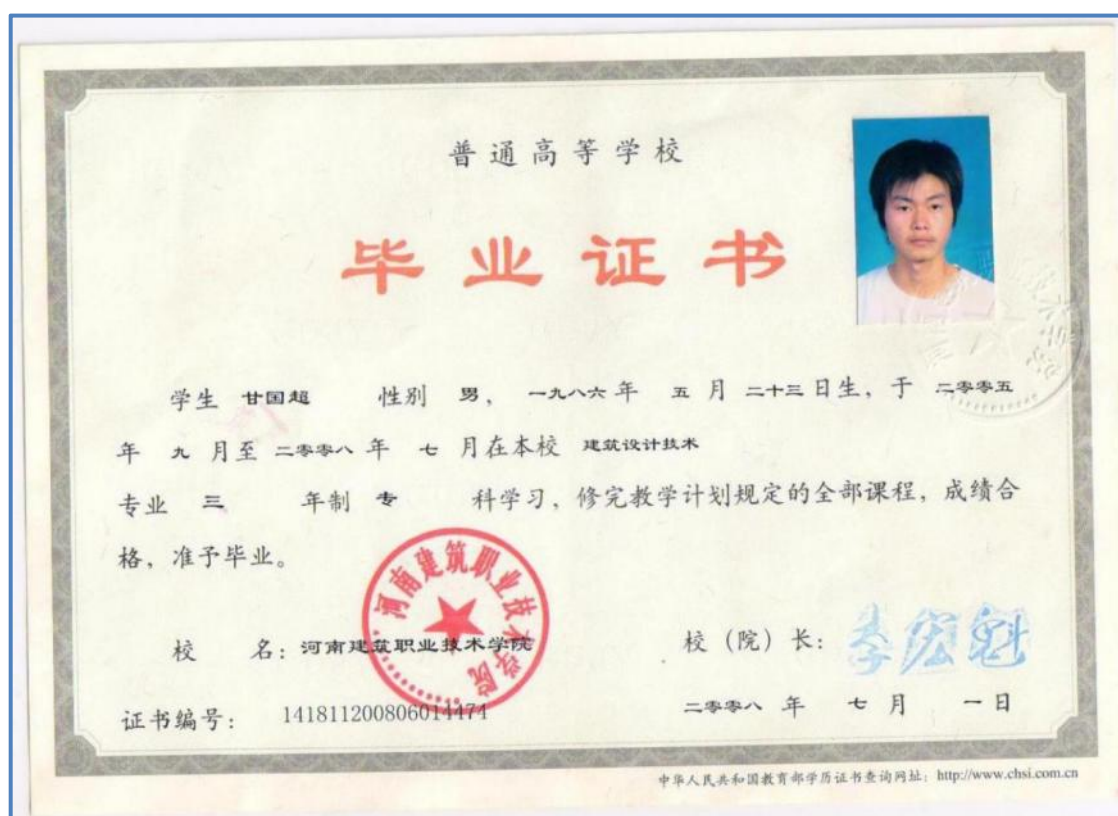 普通高等学校
毕业证书
学生 甘国超 性别 男， 一九八六 年 五 月 二十三 日生，于 二零零五
年 九 月至 二零零八 年 七 月在本校 建筑设计技术
专业 三 年制 专 科学习，修完教学计划规定的全部课程，成绩合
格，准予毕业。
河南建筑职业技术学院
校 名：河南建筑职业技术学院
校（院）长：李宏魁
证书编号： 141811200806014474
二零零八 年 七 月 一 日
中华人民共和国教育部学历证书查询网址：http://www.chsi.com.cn